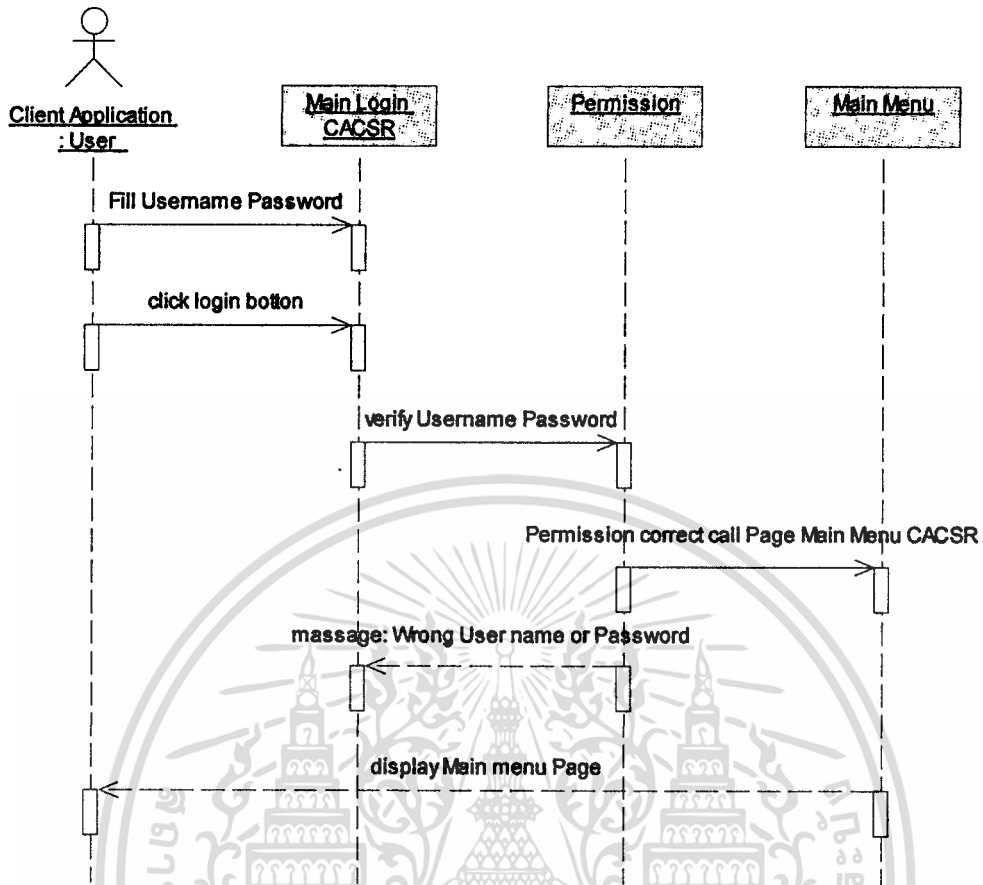 Client Application
: User
Main Login
CACSR
Permission
Main Menu
Fill Username Password
click login botton
verify Username Password
Permission correct call Page Main Menu CACSR
massage: Wrong User name or Password
display Main menu Page